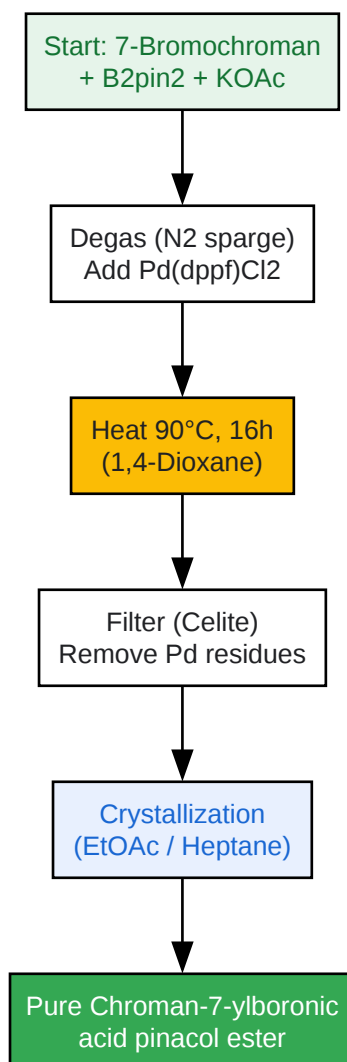 Start: 7-Bromochroman
+ B2pin2 + KOAc
Degas (N2 sparge)
Add Pd(dppf)Cl2
Heat 90°C, 16h
(1,4-Dioxane)
Filter (Celite)
Remove Pd residues
Crystallization
(EtOAc / Heptane)
Pure Chroman-7-ylboronic
acid pinacol ester